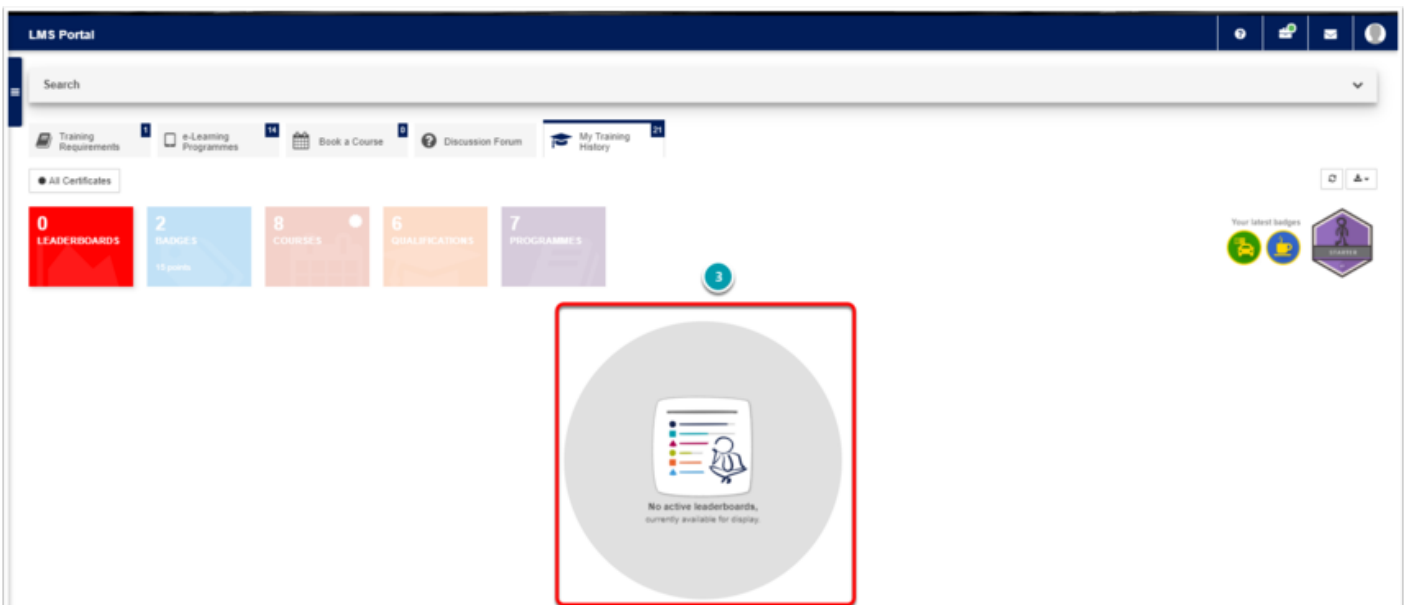 LMS Portal
Search
Training
Requirements
1
e-Learning
Programmes
14
Book a Course
0
Discussion Forum
My Training
History
21
All Certificates
0
LEADERBOARDS
2
BADGES
15 points
8
COURSES
6
QUALIFICATIONS
7
PROGRAMMES
Your latest badges
STARTER
3
No active leaderboards,
currently available for display.